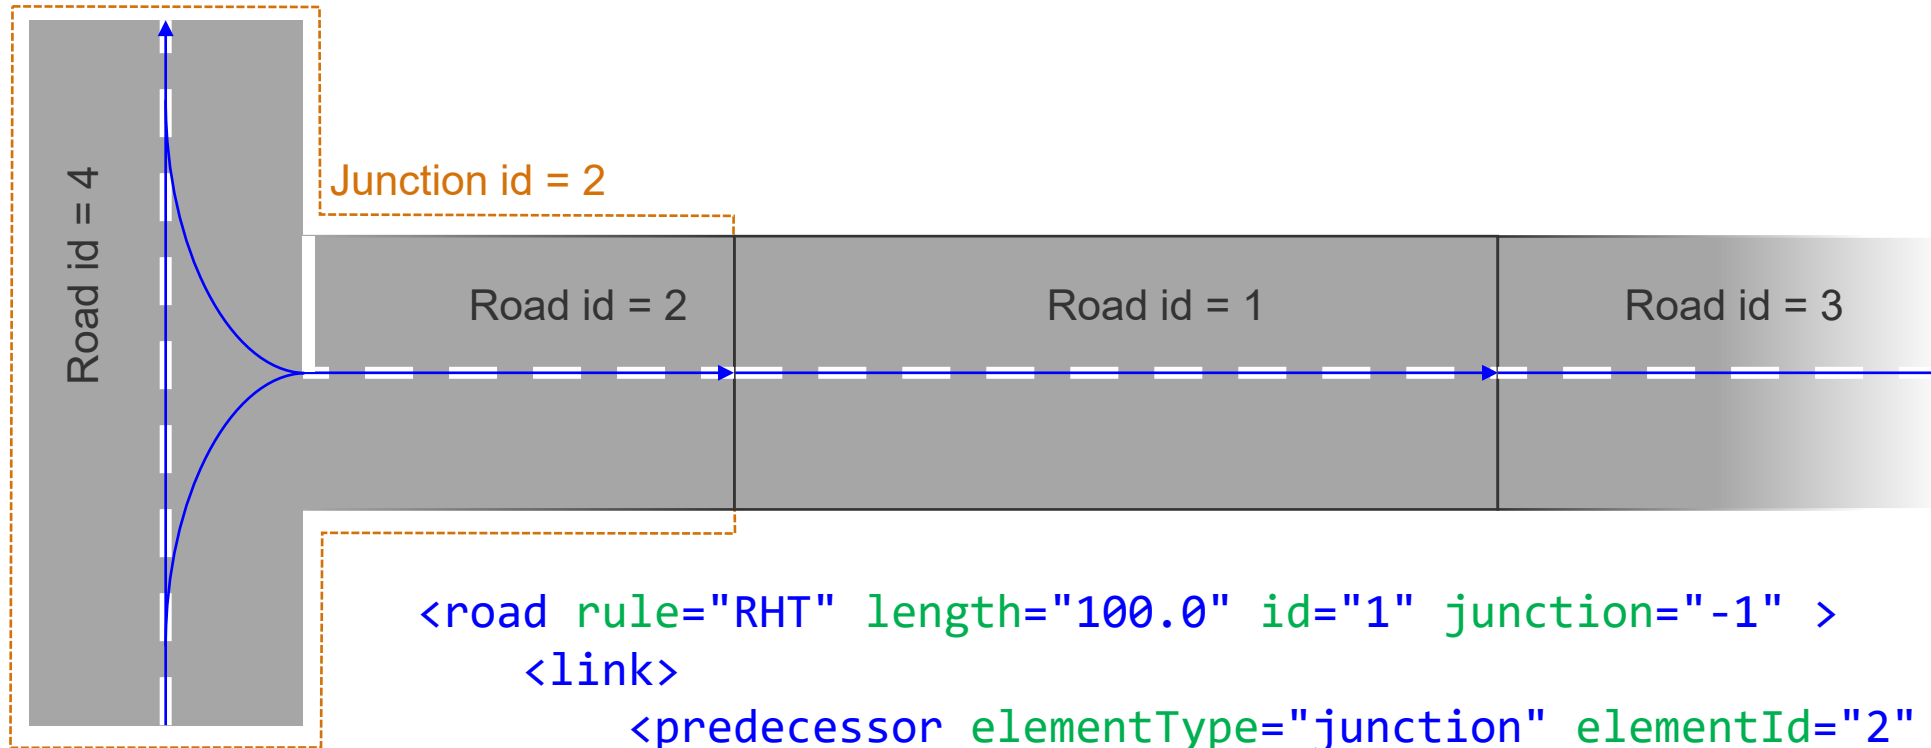 Road id = 4
Junction id = 2
Road id = 2
Road id = 1
Road id = 3
<road rule="RHT" length="100.0" id="1" junction="-1" >
<link>
<predecessor elementType="junction" elementId="2"